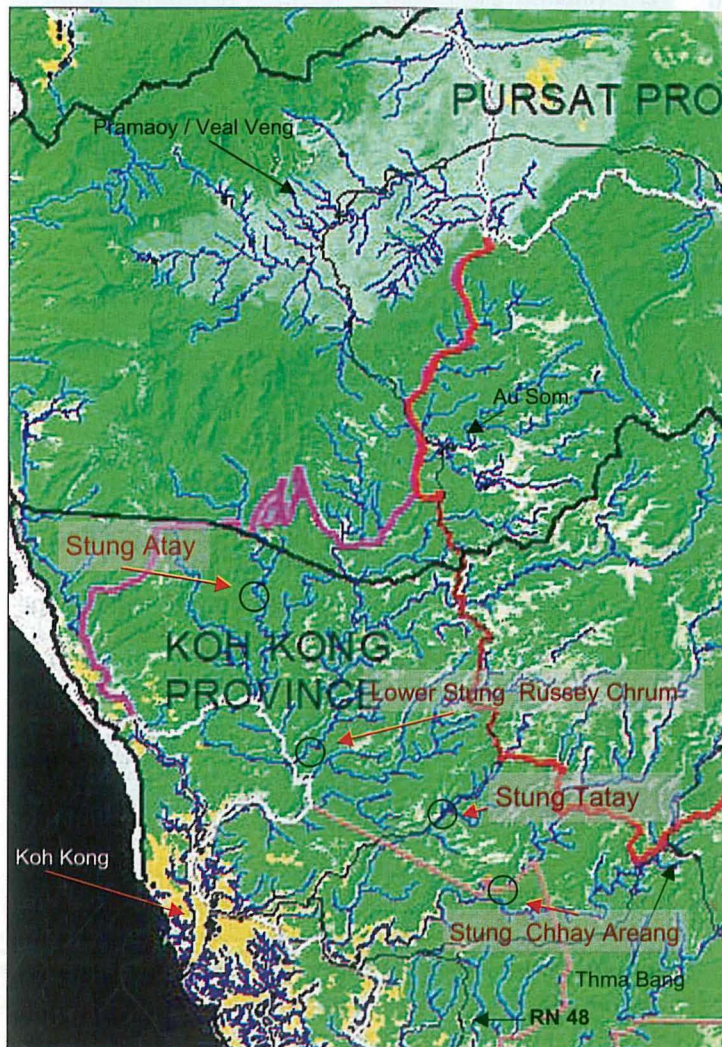 PURSAT PRO
Pramaoy / Veal Veng
Au Som
Stung Atay
KOH KONG
PROVINCE
Lower Stung Russey Chrum
Stung Tatay
Koh Kong
Stung Chhay Areang
Thma Bang
RN 48